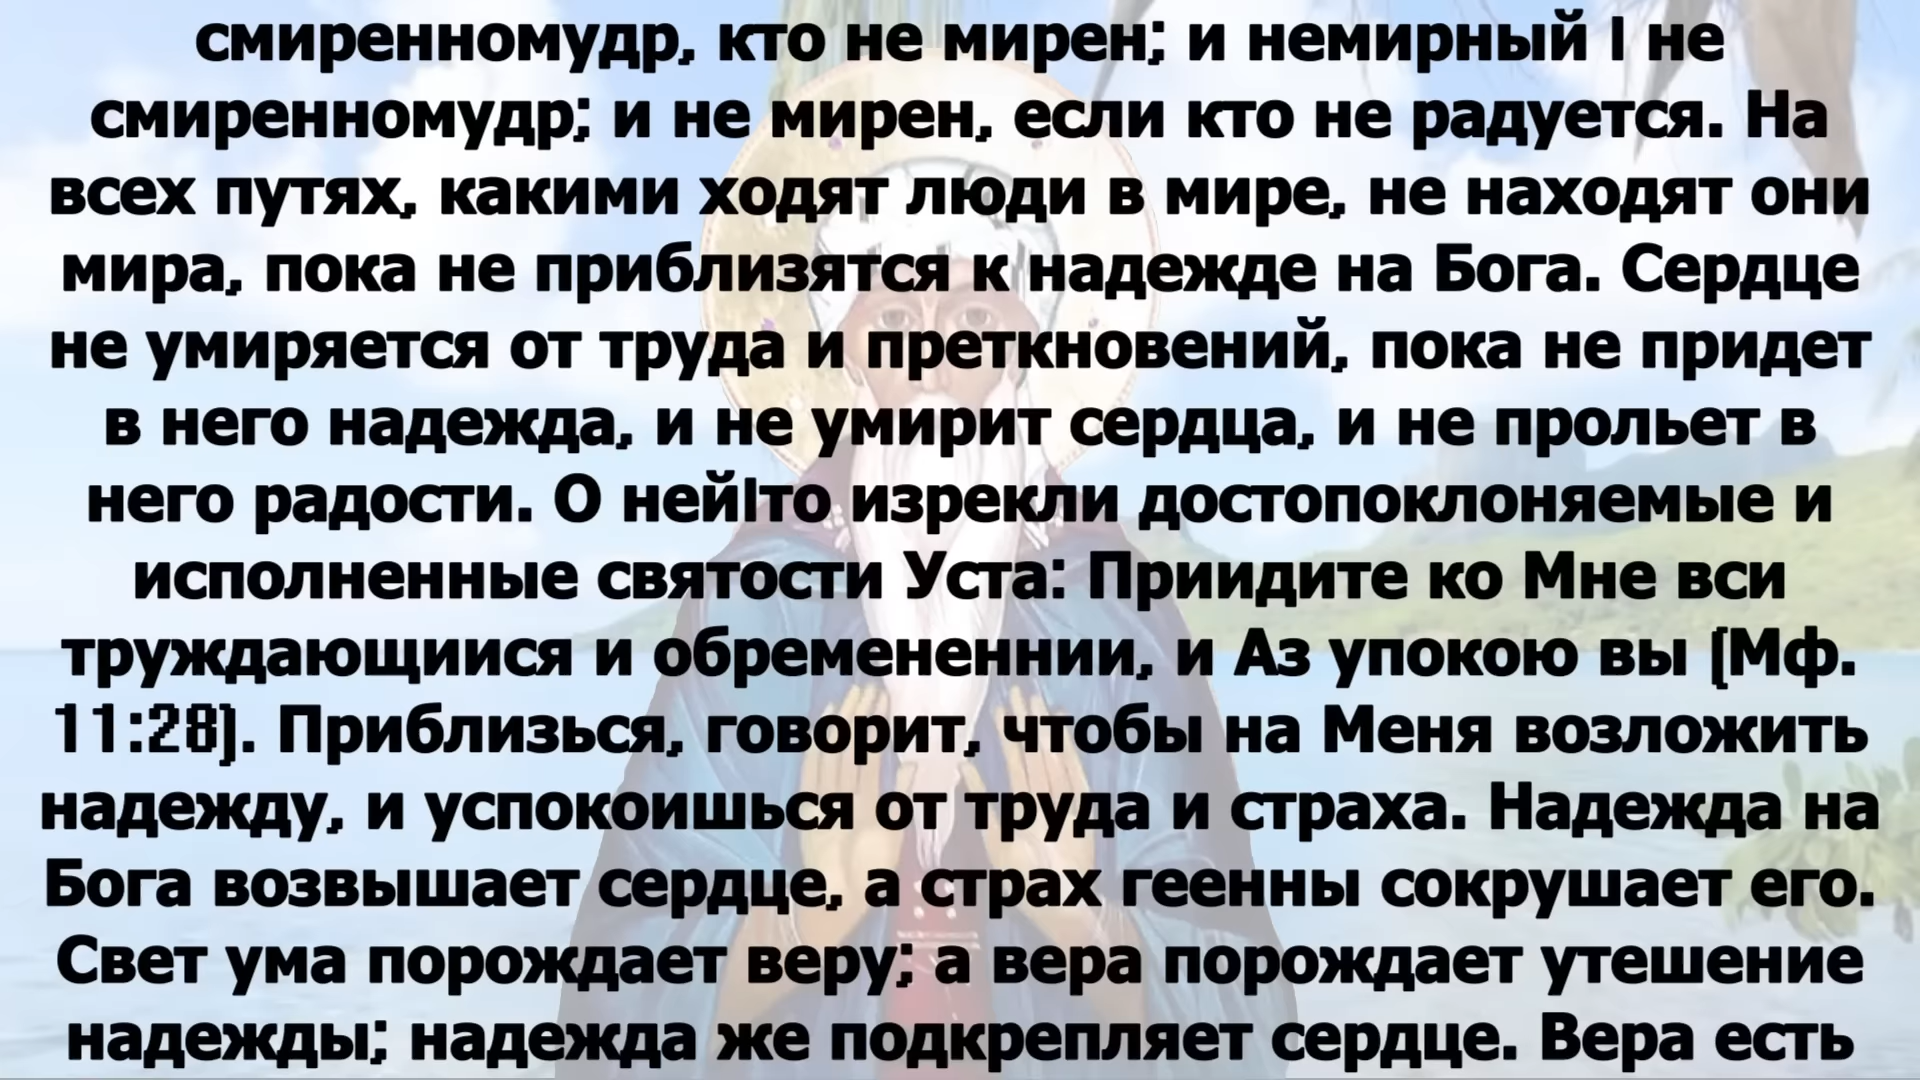 смиренномудр, кто не мирен; и немирный | не
смиренномудр; и не мирен, если кто не радуется. На
всех путях, какими ходят люди в мире, не находят они
мира, пока не приблизятся к надежде на Бога. Сердце
не умиряется от труда и преткновений, пока не придет
в него надежда, и не умирит сердца, и не прольет в
него радости. О ней|то изрекли достопоклоняемые и
исполненные святости Уста: Приидите ко Мне вси
труждающиися и обремененнии, и Аз упокою вы (Мф.
11:28). Приблизься, говорит, чтобы на Меня возложить
надежду, и успокоишься от труда и страха. Надежда на
Бога возвышает сердце, а страх геенны сокрушает его.
Свет ума порождает веру; а вера порождает утешение
надежды; надежда же подкрепляет сердце. Вера есть